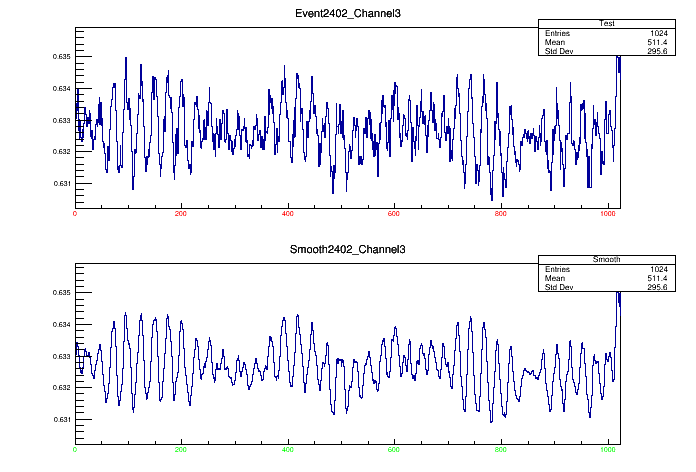 Event2402_Channel3
Test
Entries 1024
Mean 511.4
Std Dev 295.6
0.635
0.634
0.633
0.632
0.631
0 200 400 600 800 1000
Smooth2402_Channel3
Smooth
Entries 1024
Mean 511.4
Std Dev 295.6
0.635
0.634
0.633
0.632
0.631
0 200 400 600 800 1000